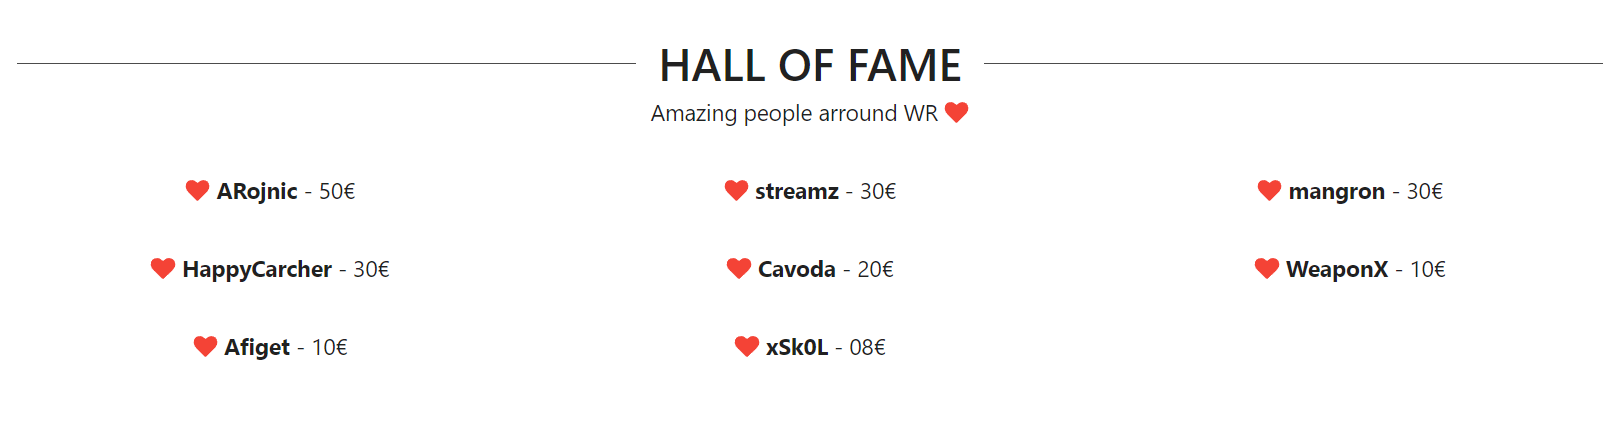 HALL OF FAME
Amazing people arround WR ❤
❤ ARojnic - 50€
❤ streamz - 30€
❤ mangron - 30€
❤ HappyCarcher - 30€
❤ Cavoda - 20€
❤ WeaponX - 10€
❤ Afiget - 10€
❤ xSk0L - 08€